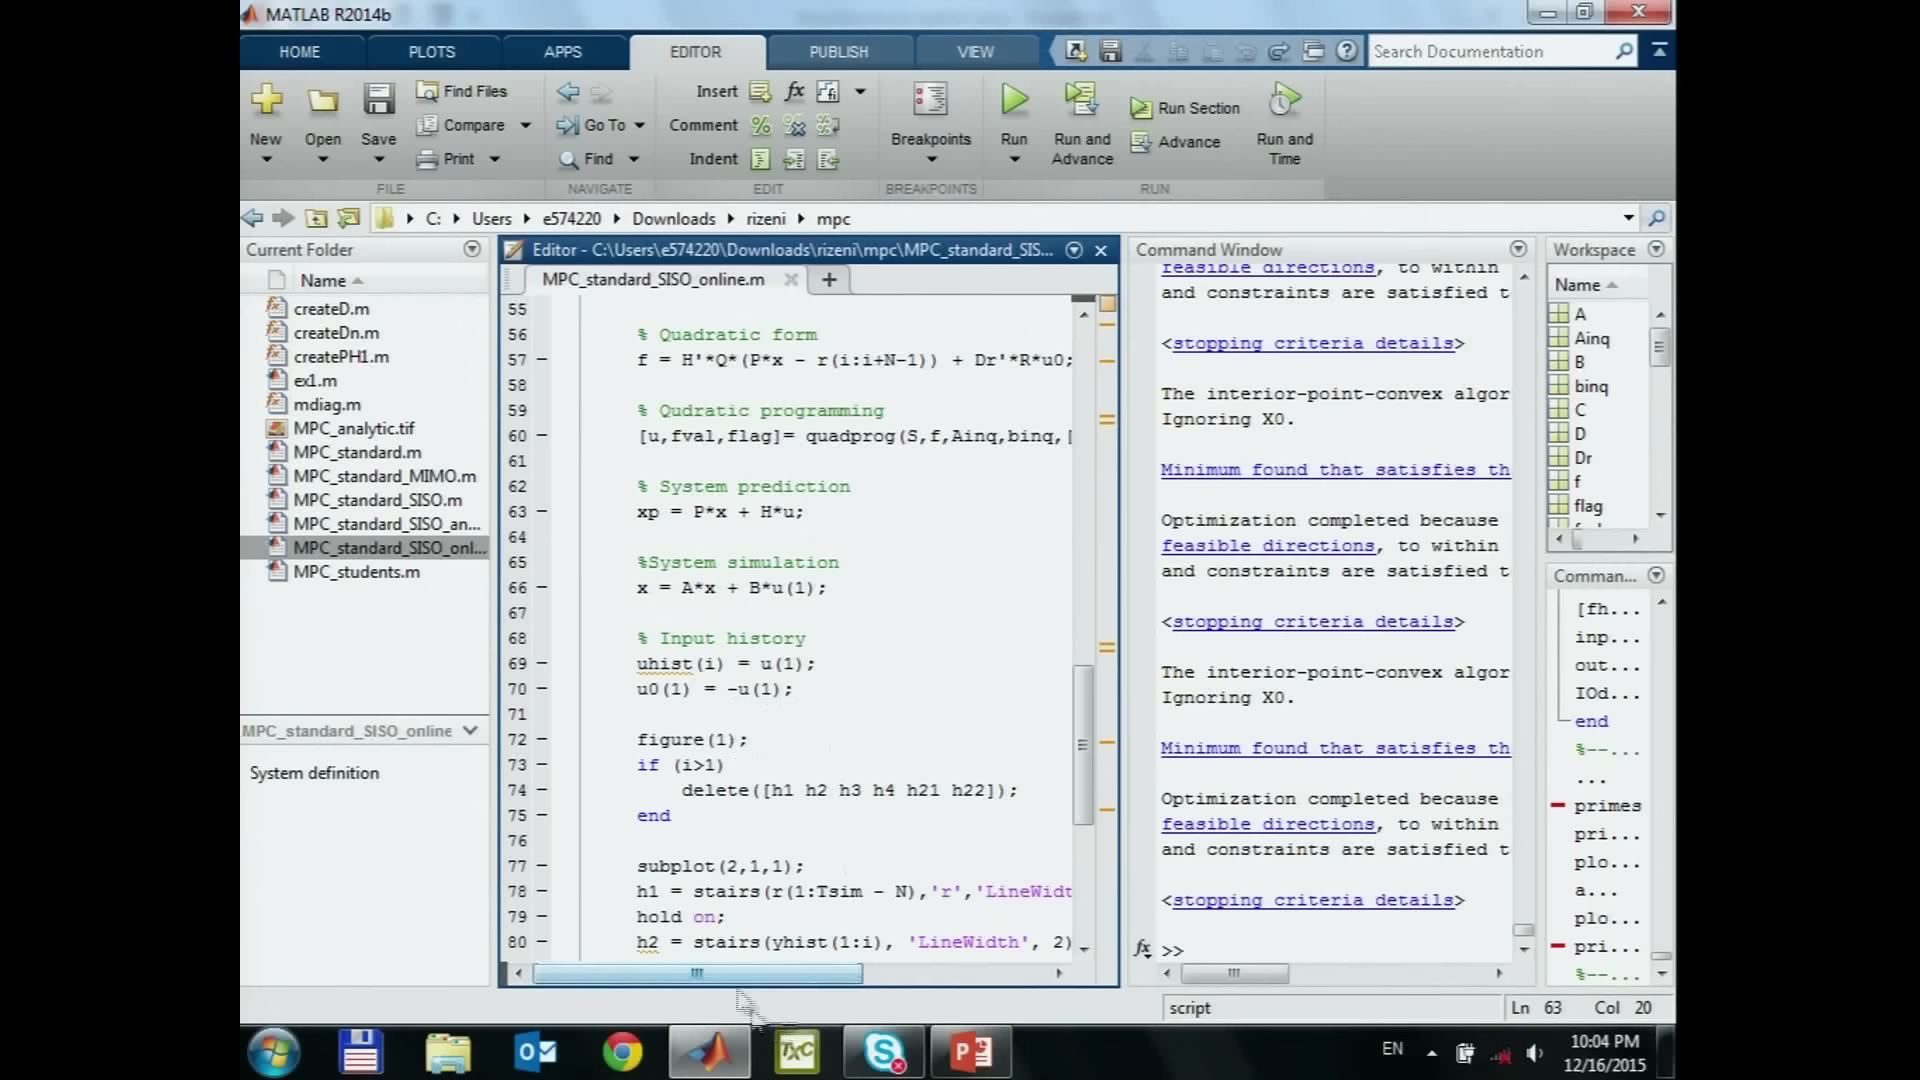 MATLAB R2014b
HOME PLOTS APPS EDITOR PUBLISH VIEW Search Documentation
New Open Save Find Files Compare Print
Go To Find
Insert fx Comment Indent
Breakpoints
Run Run and Advance Run Section Advance Run and Time
FILE NAVIGATE EDIT BREAKPOINTS RUN
C: Users e574220 Downloads rizeni mpc
Current Folder
Name
createD.m
createDn.m
createPH1.m
ex1.m
mdiag.m
MPC_analytic.tif
MPC_standard.m
MPC_standard_MIMO.m
MPC_standard_SISO.m
MPC_standard_SISO_an...
MPC_standard_SISO_onl...
MPC_students.m
MPC_standard_SISO_online
System definition
Editor - C:\Users\e574220\Downloads\rizeni\mpc\MPC_standard_SIS...
MPC_standard_SISO_online.m
55
56 % Quadratic form
57 f = H'*Q*(P*x - r(i:i+N-1)) + Dr'*R*u0;
58
59 % Qudratic programming
60 [u,fval,flag]= quadprog(S,f,Ainq,binq,[
61
62 % System prediction
63 xp = P*x + H*u;
64
65 %System simulation
66 x = A*x + B*u(1);
67
68 % Input history
69 uhist(i) = u(1);
70 u0(1) = -u(1);
71
72 figure(1);
73 if (i>1)
74 delete([h1 h2 h3 h4 h21 h22]);
75 end
76
77 subplot(2,1,1);
78 h1 = stairs(r(1:Tsim - N),'r','LineWidt
79 hold on;
80 h2 = stairs(yhist(1:i), 'LineWidth', 2)
Command Window
feasible directions, to within
and constraints are satisfied t
<stopping criteria details>
The interior-point-convex algor
Ignoring X0.
Minimum found that satisfies th
Optimization completed because
feasible directions, to within
and constraints are satisfied t
<stopping criteria details>
The interior-point-convex algor
Ignoring X0.
Minimum found that satisfies th
Optimization completed because
feasible directions, to within
and constraints are satisfied t
<stopping criteria details>
fx >>
Workspace
Name
A
Ainq
B
binq
C
D
Dr
f
flag
Comman...
[fh...
inp...
out...
IOd...
end
%--...
...
primes
pri...
plo...
a...
plo...
pri...
%--...
script Ln 63 Col 20
TXC
EN
10:04 PM
12/16/2015